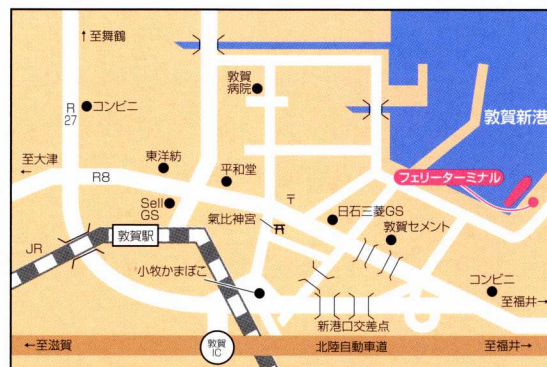 ↑至舞鶴
敦賀
病院
R
27
コンビニ
敦賀新港
至大津
←
東洋紡
平和堂
フェリーターミナル
R8
Sell
GS
〒
日石三菱GS
氣比神宮
敦賀セメント
JR
敦賀駅
小牧かまぼこ
コンビニ
至福井→
新港口交差点
←至滋賀
敦賀
IC
北陸自動車道
至福井→